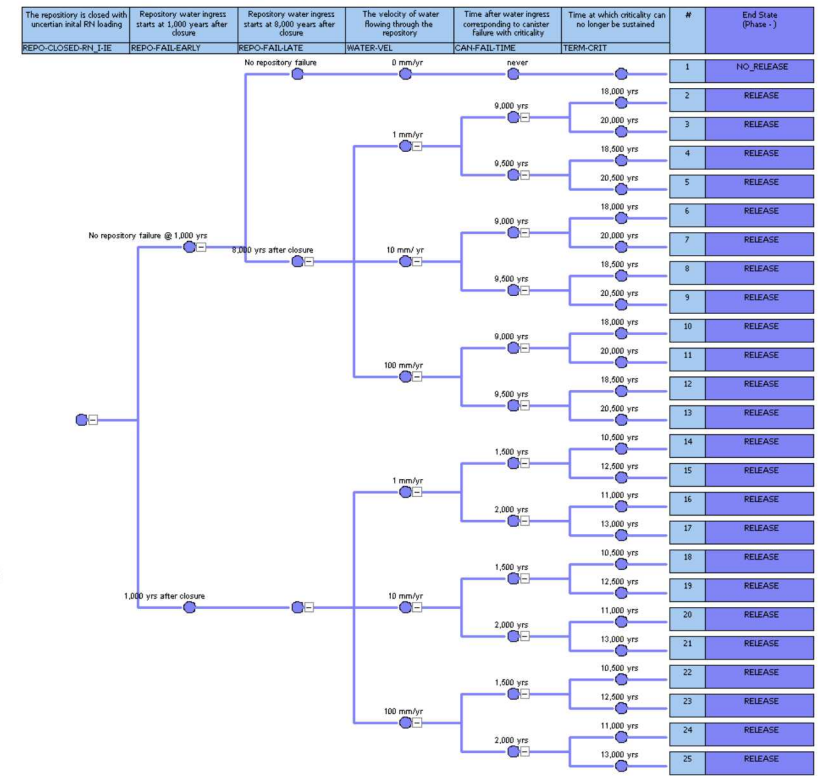 The repository is closed with
uncertian inital RN loading
Repository water ingress
starts at 1,000 years after
closure
Repository water ingress
starts at 8,000 years after
closure
The velocity of water
flowing through the
repository
Time after water ingress
corresponding to canister
failure with criticality
Time at which criticality can
no longer be sustained
#
End State
(Phase - )
REPO-CLOSED-RN_I-IE
REPO-FAIL-EARLY
REPO-FAIL-LATE
WATER-VEL
CAN-FAIL-TIME
TERM-CRIT
No repository failure
0 mm/yr
never
1
NO_RELEASE
18,000 yrs
2
RELEASE
9,000 yrs
20,000 yrs
3
RELEASE
1 mm/yr
18,500 yrs
4
RELEASE
9,500 yrs
20,500 yrs
5
RELEASE
18,000 yrs
6
RELEASE
9,000 yrs
20,000 yrs
7
RELEASE
No repository failure @ 1,000 yrs
8,000 yrs after closure
10 mm/ yr
18,500 yrs
8
RELEASE
9,500 yrs
20,500 yrs
9
RELEASE
18,000 yrs
10
RELEASE
9,000 yrs
20,000 yrs
11
RELEASE
100 mm/yr
18,500 yrs
12
RELEASE
9,500 yrs
20,500 yrs
13
RELEASE
10,500 yrs
14
RELEASE
1,500 yrs
12,500 yrs
15
RELEASE
1 mm/yr
11,000 yrs
16
RELEASE
2,000 yrs
13,000 yrs
17
RELEASE
10,500 yrs
18
RELEASE
1,500 yrs
12,500 yrs
19
RELEASE
1,000 yrs after closure
10 mm/yr
11,000 yrs
20
RELEASE
2,000 yrs
13,000 yrs
21
RELEASE
10,500 yrs
22
RELEASE
1,500 yrs
12,500 yrs
23
RELEASE
100 mm/yr
11,000 yrs
24
RELEASE
2,000 yrs
13,000 yrs
25
RELEASE